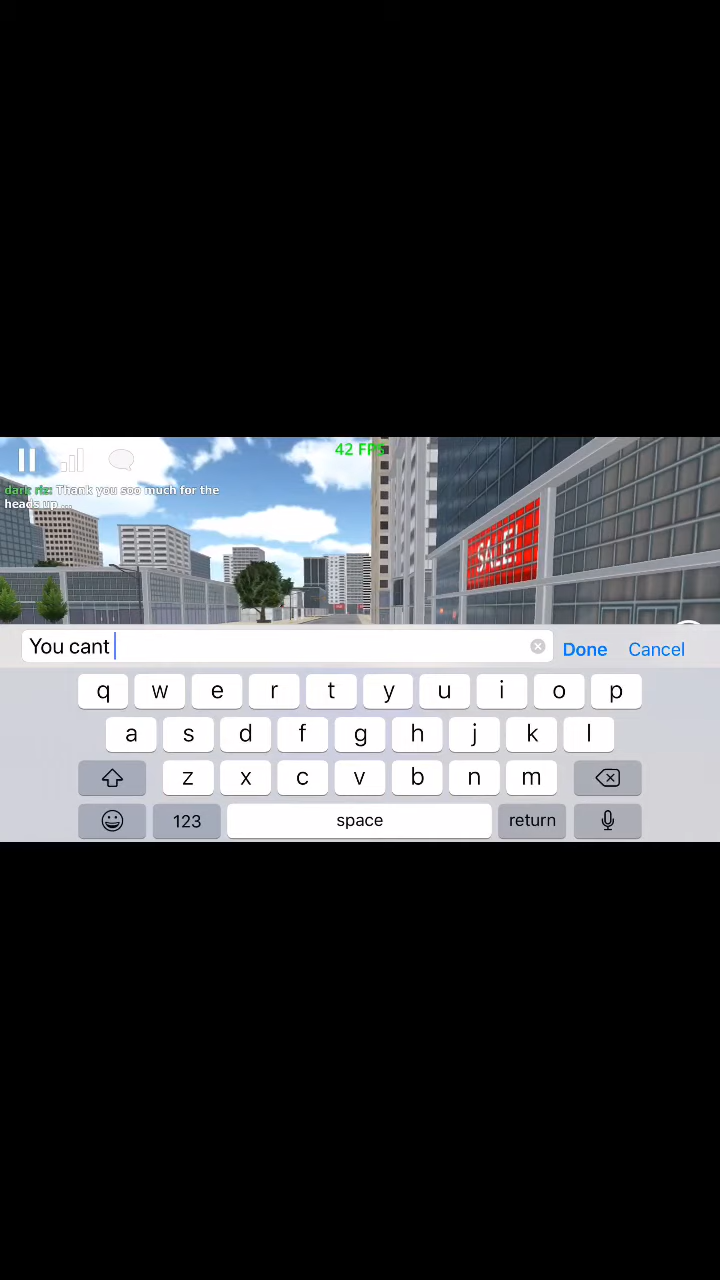 42 FPS
dark riz: Thank you soo much for the
heads up ...
SALE!
You cant
Done
Cancel
q w e r t y u i o p
a s d f g h j k l
z x c v b n m
123
space
return